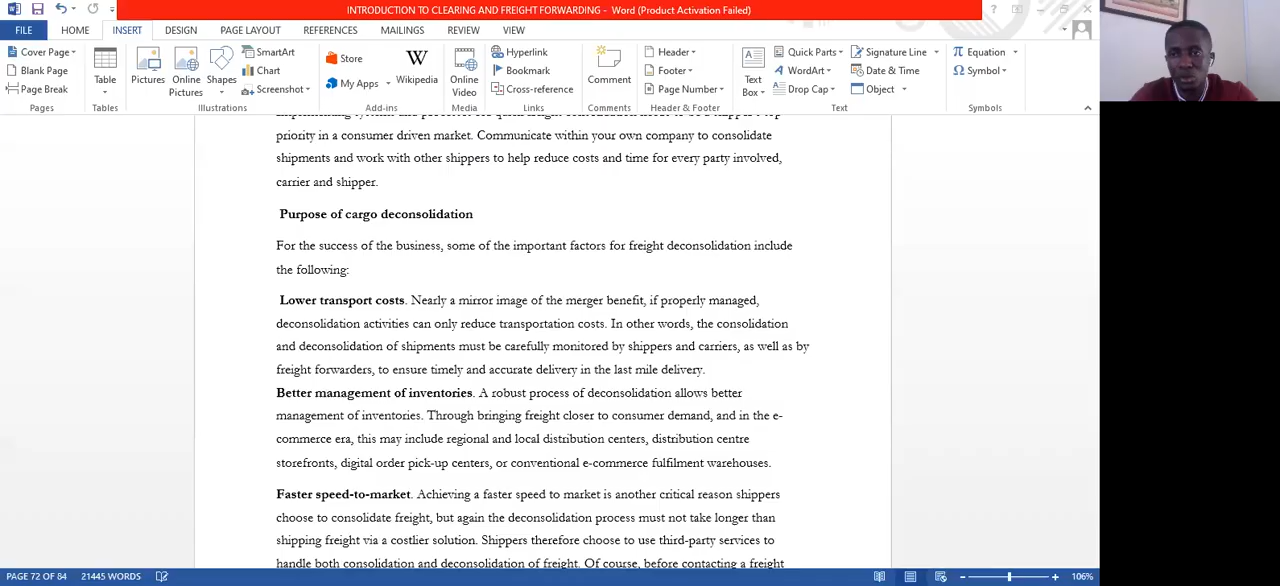 INTRODUCTION TO CLEARING AND FREIGHT FORWARDING - Word (Product Activation Failed)
FILE HOME INSERT DESIGN PAGE LAYOUT REFERENCES MAILINGS REVIEW VIEW
Cover Page
Blank Page
Page Break
Pages
Table
Tables
Pictures
Online Pictures
Shapes
SmartArt
Chart
Screenshot
Illustrations
Store
My Apps
Wikipedia
Add-ins
Online Video
Media
Hyperlink
Bookmark
Cross-reference
Links
Comment
Comments
Header
Footer
Page Number
Header & Footer
Text Box
Quick Parts
WordArt
Drop Cap
Signature Line
Date & Time
Object
Text
Equation
Symbol
Symbols
priority in a consumer driven market. Communicate within your own company to consolidate
shipments and work with other shippers to help reduce costs and time for every party involved,
carrier and shipper.
Purpose of cargo deconsolidation
For the success of the business, some of the important factors for freight deconsolidation include
the following:
Lower transport costs. Nearly a mirror image of the merger benefit, if properly managed,
deconsolidation activities can only reduce transportation costs. In other words, the consolidation
and deconsolidation of shipments must be carefully monitored by shippers and carriers, as well as by
freight forwarders, to ensure timely and accurate delivery in the last mile delivery.
Better management of inventories. A robust process of deconsolidation allows better
management of inventories. Through bringing freight closer to consumer demand, and in the e-
commerce era, this may include regional and local distribution centers, distribution centre
storefronts, digital order pick-up centers, or conventional e-commerce fulfilment warehouses.
Faster speed-to-market. Achieving a faster speed to market is another critical reason shippers
choose to consolidate freight, but again the deconsolidation process must not take longer than
shipping freight via a costlier solution. Shippers therefore choose to use third-party services to
handle both consolidation and deconsolidation of freight. Of course, before contacting a freight
PAGE 72 OF 84 21445 WORDS 106%